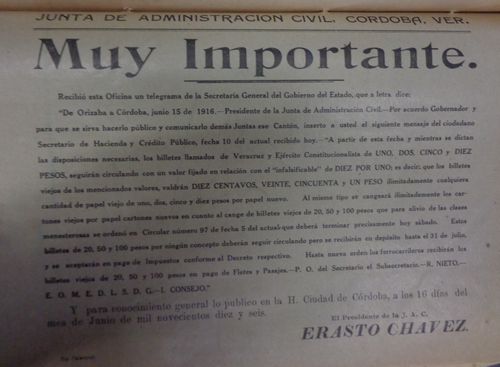 JUNTA DE ADMINISTRACION CIVIL. CORDOBA, VER.
Muy Importante.
Recibió esta Oficina un telegrama de la Secretaría General del Gobierno del Estado, que a letra dice:
"De Orizaba a Córdoba, junio 15 de 1916.—Presidente de la Junta de Administración Civil.—Por acuerdo Gobernador y
para que se sirva hacerlo público y comunicarlo demás Juntas ese Cantón, inserto a usted el siguiente mensaje del ciudadano
Secretario de Hacienda y Crédito Público, fecha 10 del actual recibido hoy.—"A partir de esta fecha y mientras se dictan
las disposiciones necesarias, los billetes llamados de Veracruz y Ejército Constitucionalista de UNO, DOS, CINCO y DIEZ
PESOS, seguirán circulando con un valor fijado en relación con el "infalsificable" de DIEZ POR UNO; es decir; que los billetes
viejos de los mencionados valores, valdrán DIEZ CENTAVOS, VEINTE, CINCUENTA y UN PESO ilimitadamente cualquiera
cantidad de papel viejo de uno, dos, cinco y diez pesos por papel nuevo. Al mismo tipo se cangeará ilimitadamente los car-
tones viejos por papel cartones nuevos en cuanto al cange de billetes viejos de 20, 50 y 100 pesos que para alivio de las clases
menesterosas se ordenó en Circular número 97 de fecha 5 del actual que deberá terminar precisamente hoy sábado. Estos
billetes de 20, 50 y 100 pesos por ningún concepto deberán seguir circulando pero se recibirán en depósito hasta el 31 de julio,
y se aceptarán en pago de Impuestos conforme al Decreto respectivo. Hasta nueva orden los ferrocarrileros recibirán los
billetes viejos de 20, 50 y 100 pesos en pago de Fletes y Pasajes.—P. O. del Secretario el Subsecretario.—R. NIETO.—
E. O. M. E. D. L. S. D. G.—I. CONSEJO."
Y para conocimiento general lo publico en la H. Ciudad de Córdoba, a los 16 días del
mes de Junio de mil novecientos diez y seis.
El Presidente de la J. A. C.
ERASTO CHAVEZ.